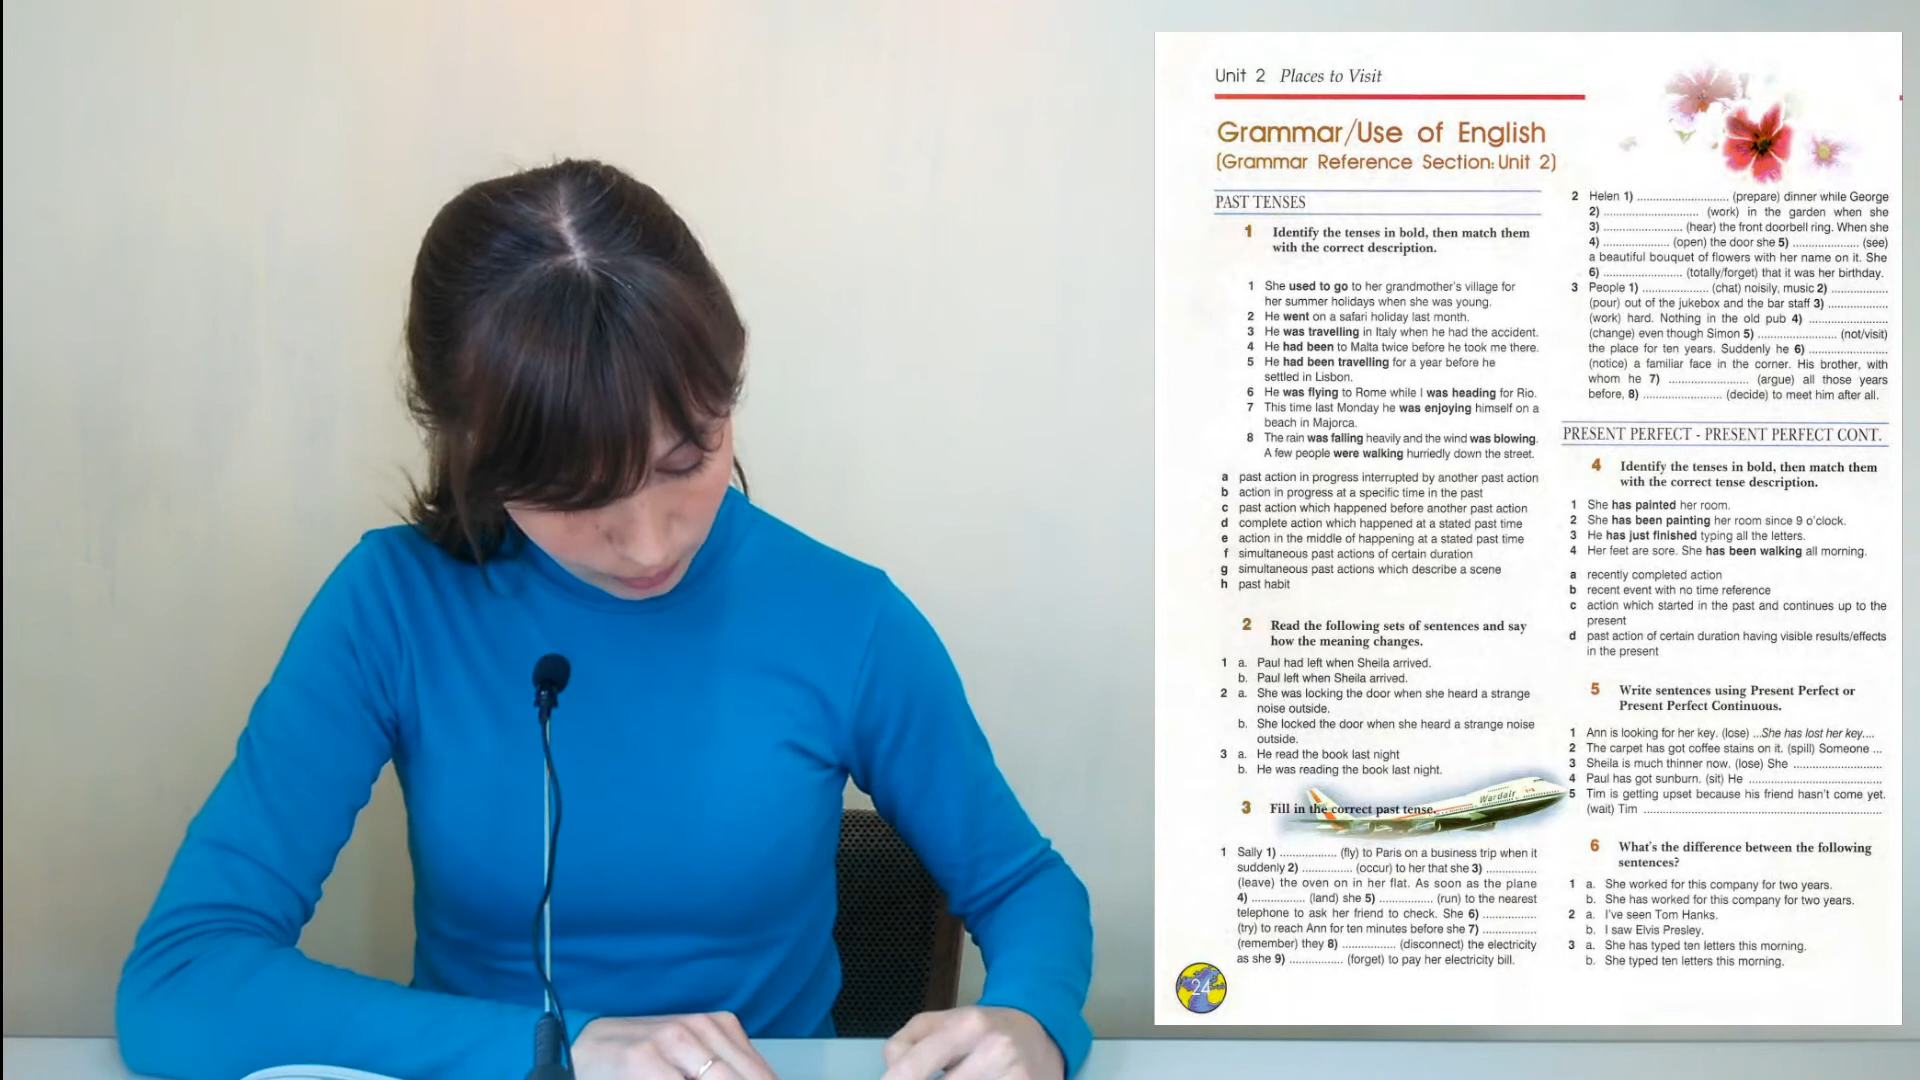 Unit 2 Places to Visit
Grammar/Use of English
(Grammar Reference Section: Unit 2)
PAST TENSES
1 Identify the tenses in bold, then match them
with the correct description.
1 She used to go to her grandmother's village for
her summer holidays when she was young.
2 He went on a safari holiday last month.
3 He was travelling in Italy when he had the accident.
4 He had been to Malta twice before he took me there.
5 He had been travelling for a year before he
settled in Lisbon.
6 He was flying to Rome while I was heading for Rio.
7 This time last Monday he was enjoying himself on a
beach in Majorca.
8 The rain was falling heavily and the wind was blowing.
A few people were walking hurriedly down the street.
a past action in progress interrupted by another past action
b action in progress at a specific time in the past
c past action which happened before another past action
d complete action which happened at a stated past time
e action in the middle of happening at a stated past time
f simultaneous past actions of certain duration
g simultaneous past actions which describe a scene
h past habit
2 Read the following sets of sentences and say
how the meaning changes.
1 a. Paul had left when Sheila arrived.
b. Paul left when Sheila arrived.
2 a. She was locking the door when she heard a strange
noise outside.
b. She locked the door when she heard a strange noise
outside.
3 a. He read the book last night
b. He was reading the book last night.
Wardair
3 Fill in the correct past tense.
1 Sally 1) .................. (fly) to Paris on a business trip when it
suddenly 2) ................ (occur) to her that she 3) ................
(leave) the oven on in her flat. As soon as the plane
4) ................. (land) she 5) ................. (run) to the nearest
telephone to ask her friend to check. She 6) .................
(try) to reach Ann for ten minutes before she 7) .................
(remember) they 8) ................. (disconnect) the electricity
as she 9) ................. (forget) to pay her electricity bill.
24
2 Helen 1) ............................. (prepare) dinner while George
2) .............................. (work) in the garden when she
3) ......................... (hear) the front doorbell ring. When she
4) ..................... (open) the door she 5) ..................... (see)
a beautiful bouquet of flowers with her name on it. She
6) ......................... (totally/forget) that it was her birthday.
3 People 1) ..................... (chat) noisily, music 2) ..................
(pour) out of the jukebox and the bar staff 3) ...................
(work) hard. Nothing in the old pub 4) .........................
(change) even though Simon 5) ......................... (not/visit)
the place for ten years. Suddenly he 6) .........................
(notice) a familiar face in the corner. His brother, with
whom he 7) ......................... (argue) all those years
before, 8) ......................... (decide) to meet him after all.
PRESENT PERFECT - PRESENT PERFECT CONT.
4 Identify the tenses in bold, then match them
with the correct tense description.
1 She has painted her room.
2 She has been painting her room since 9 o'clock.
3 He has just finished typing all the letters.
4 Her feet are sore. She has been walking all morning.
a recently completed action
b recent event with no time reference
c action which started in the past and continues up to the
present
d past action of certain duration having visible results/effects
in the present
5 Write sentences using Present Perfect or
Present Perfect Continuous.
1 Ann is looking for her key. (lose) ...She has lost her key....
2 The carpet has got coffee stains on it. (spill) Someone ...
3 Sheila is much thinner now. (lose) She ............................
4 Paul has got sunburn. (sit) He ..........................................
5 Tim is getting upset because his friend hasn't come yet.
(wait) Tim ...........................................................................
6 What's the difference between the following
sentences?
1 a. She worked for this company for two years.
b. She has worked for this company for two years.
2 a. I've seen Tom Hanks.
b. I saw Elvis Presley.
3 a. She has typed ten letters this morning.
b. She typed ten letters this morning.